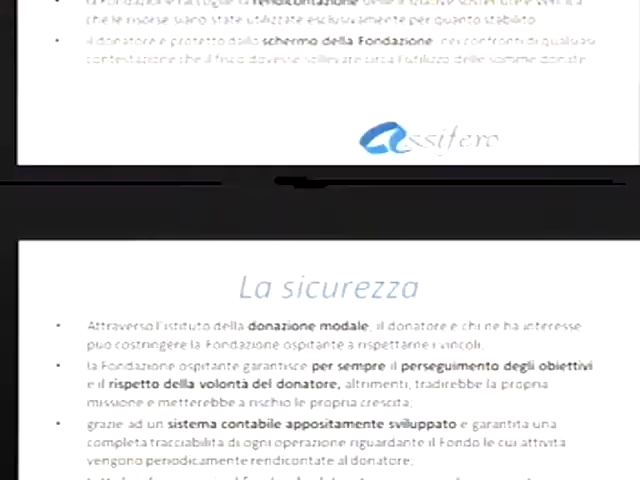 la Fondazione raccoglie la rendicontazione delle iniziative sostenute e verifica
che le risorse siano state utilizzate esclusivamente per quanto stabilito
• il donatore è protetto dallo schermo della Fondazione, nei confronti di qualsiasi
contestazione che il fisco dovesse sollevare circa l'utilizzo delle somme donate
Assifero
La sicurezza
• Attraverso l'istituto della donazione modale, il donatore e chi ne ha interesse
può costringere la Fondazione ospitante a rispettarne i vincoli.
• la Fondazione ospitante garantisce per sempre il perseguimento degli obiettivi
e il rispetto della volontà del donatore, altrimenti, tradirebbe la propria
missione e metterebbe a rischio le propria crescita;
• grazie ad un sistema contabile appositamente sviluppato è garantita una
completa tracciabilità di ogni operazione riguardante il Fondo le cui attività
vengono periodicamente rendicontate al donatore;